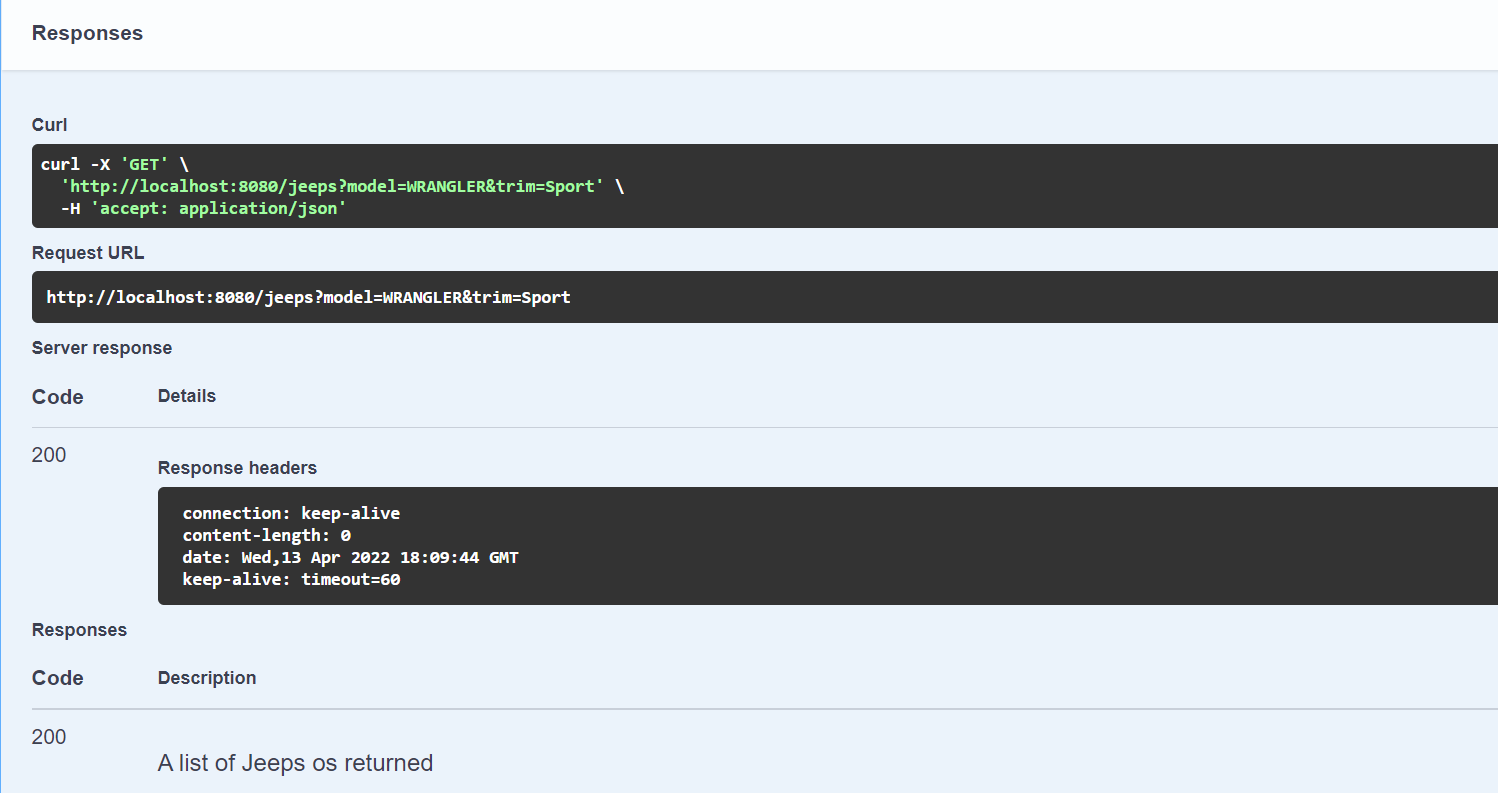 Responses
Curl
curl -X 'GET' \
'http://localhost:8080/jeeps?model=WRANGLER&trim=Sport' \
-H 'accept: application/json'
Request URL
http://localhost:8080/jeeps?model=WRANGLER&trim=Sport
Server response
Code Details
200
Response headers
connection: keep-alive
content-length: 0
date: Wed,13 Apr 2022 18:09:44 GMT
keep-alive: timeout=60
Responses
Code Description
200
A list of Jeeps os returned